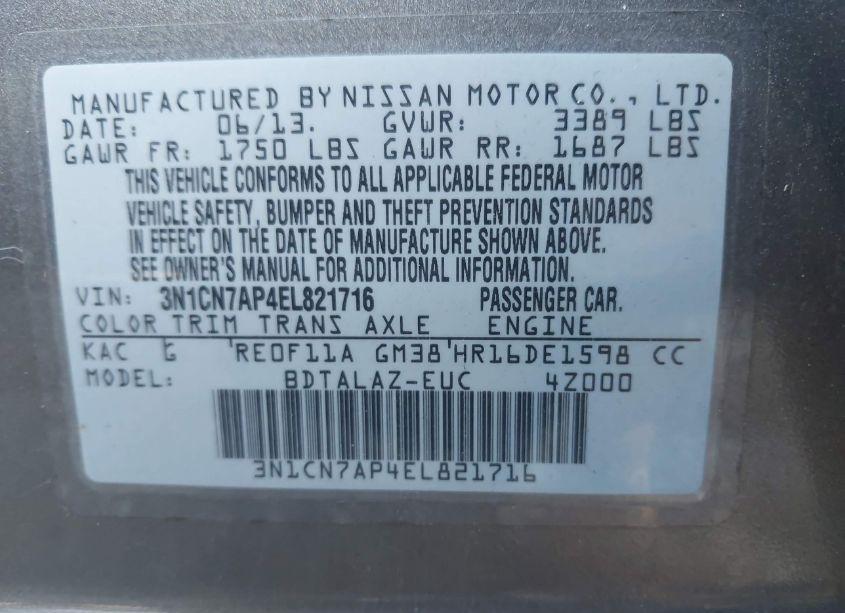 MANUFACTURED BY NISSAN MOTOR CO., LTD.
DATE: 06/13. GVWR: 3389 LBS
GAWR FR: 1750 LBS GAWR RR: 1687 LBS
THIS VEHICLE CONFORMS TO ALL APPLICABLE FEDERAL MOTOR
VEHICLE SAFETY, BUMPER AND THEFT PREVENTION STANDARDS
IN EFFECT ON THE DATE OF MANUFACTURE SHOWN ABOVE.
SEE OWNER'S MANUAL FOR ADDITIONAL INFORMATION.
VIN: 3N1CN7AP4EL821716 PASSENGER CAR.
COLOR TRIM TRANS AXLE ENGINE
KAC G 'RE0F11A GM38'HR16DE1598 CC
MODEL: BDTALAZ-EUC 4Z000
3N1CN7AP4EL821716